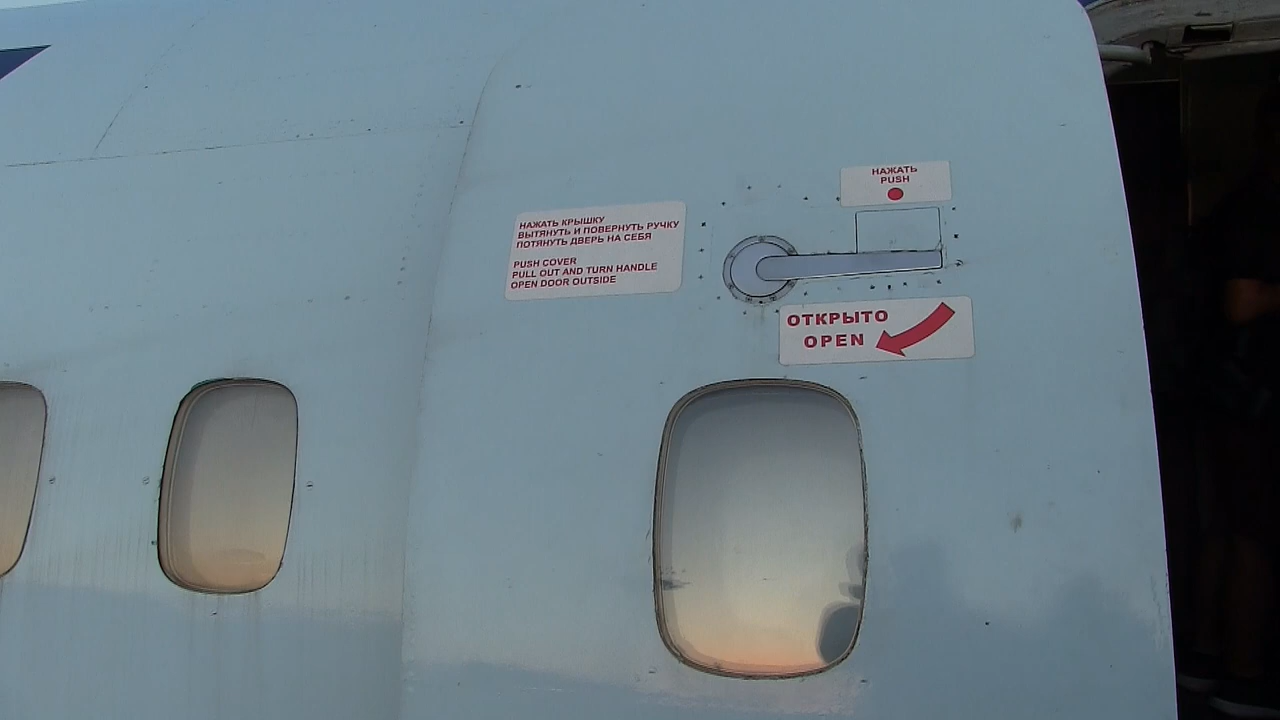 НАЖАТЬ
PUSH
НАЖАТЬ КРЫШКУ
ВЫТЯНУТЬ И ПОВЕРНУТЬ РУЧКУ
ПОТЯНУТЬ ДВЕРЬ НА СЕБЯ
PUSH COVER
PULL OUT AND TURN HANDLE
OPEN DOOR OUTSIDE
ОТКРЫТО
OPEN